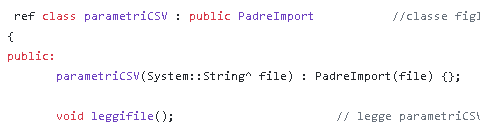 ref class parametriCSV : public PadreImport //classe figl
{
public:
parametriCSV(System::String^ file) : PadreImport(file) {};
void leggifile(); // legge parametriCSV